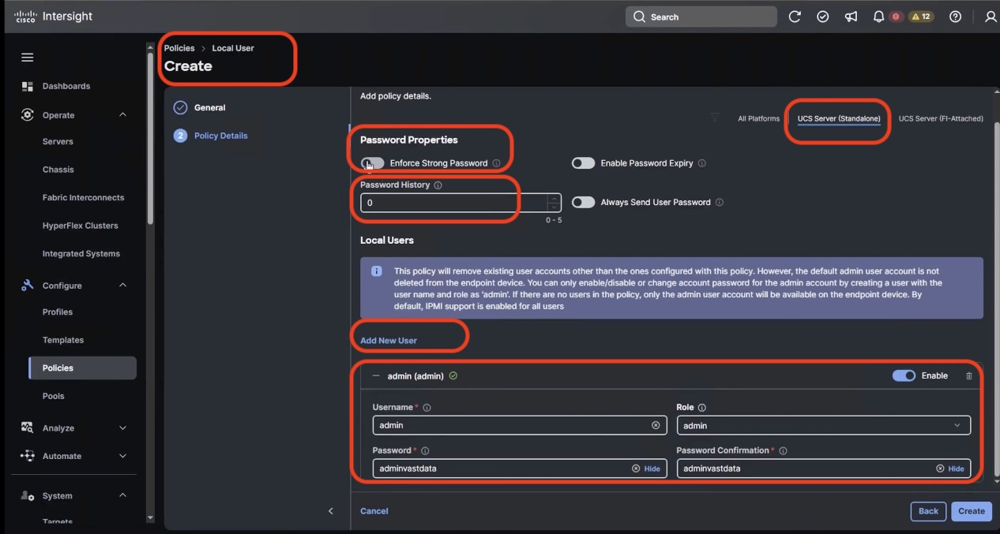 cisco Intersight
Search
12
Dashboards
Operate
Servers
Chassis
Fabric Interconnects
HyperFlex Clusters
Integrated Systems
Configure
Profiles
Templates
Policies
Pools
Analyze
Automate
System
Targets
Policies > Local User
Create
General
2 Policy Details
Add policy details.
All Platforms UCS Server (Standalone) UCS Server (FI-Attached)
Password Properties
Enforce Strong Password Enable Password Expiry
Password History
0
Always Send User Password
0 - 5
Local Users
This policy will remove existing user accounts other than the ones configured with this policy. However, the default admin user account is not
deleted from the endpoint device. You can only enable/disable or change account password for the admin account by creating a user with the
user name and role as 'admin'. If there are no users in the policy, only the admin user account will be available on the endpoint device. By
default, IPMI support is enabled for all users
Add New User
admin (admin) Enable
Username * Role
admin admin
Password * Password Confirmation *
adminvastdata Hide adminvastdata Hide
Cancel Back Create